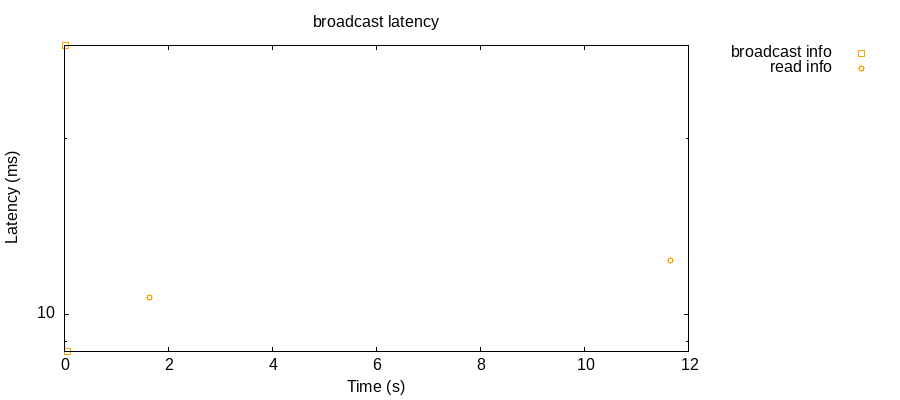 broadcast latency
broadcast info
read info
Latency (ms)
10
0 2 4 6 8 10 12
Time (s)